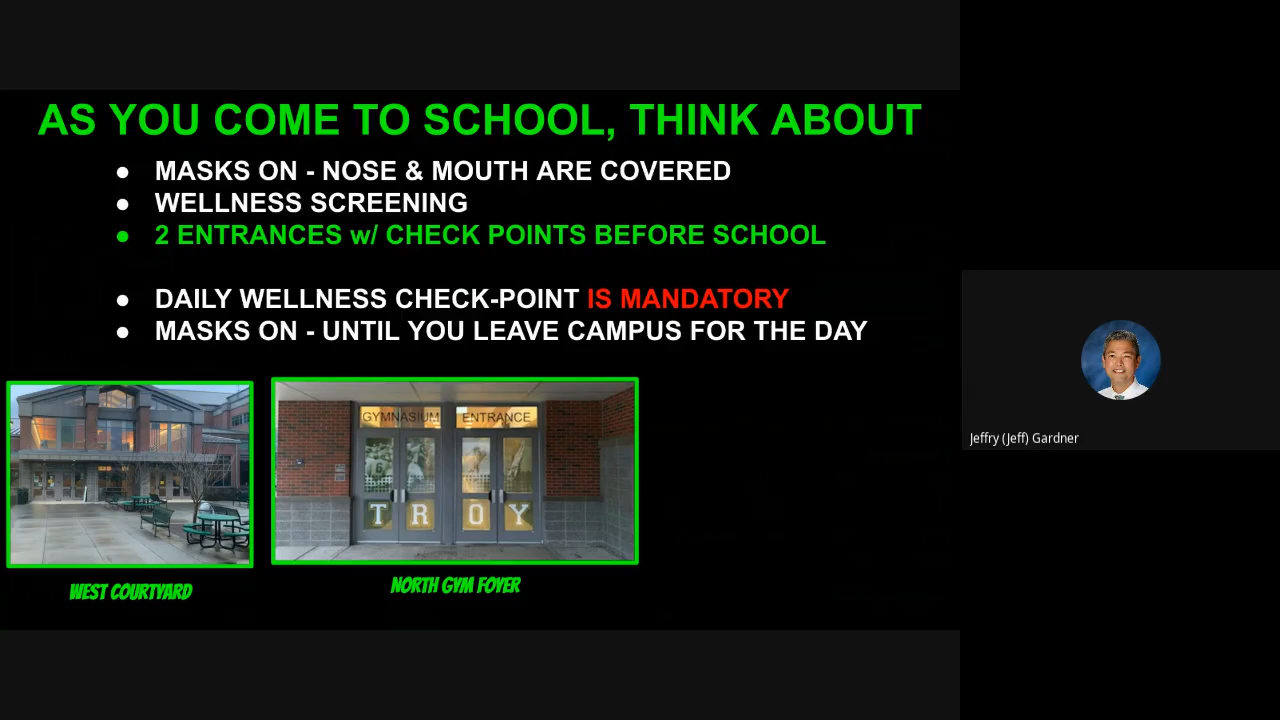 AS YOU COME TO SCHOOL, THINK ABOUT
● MASKS ON - NOSE & MOUTH ARE COVERED
● WELLNESS SCREENING
● 2 ENTRANCES w/ CHECK POINTS BEFORE SCHOOL
● DAILY WELLNESS CHECK-POINT IS MANDATORY
● MASKS ON - UNTIL YOU LEAVE CAMPUS FOR THE DAY
GYMNASIUM ENTRANCE
TROY
WEST COURTYARD
NORTH GYM FOYER
Jeffry (Jeff) Gardner